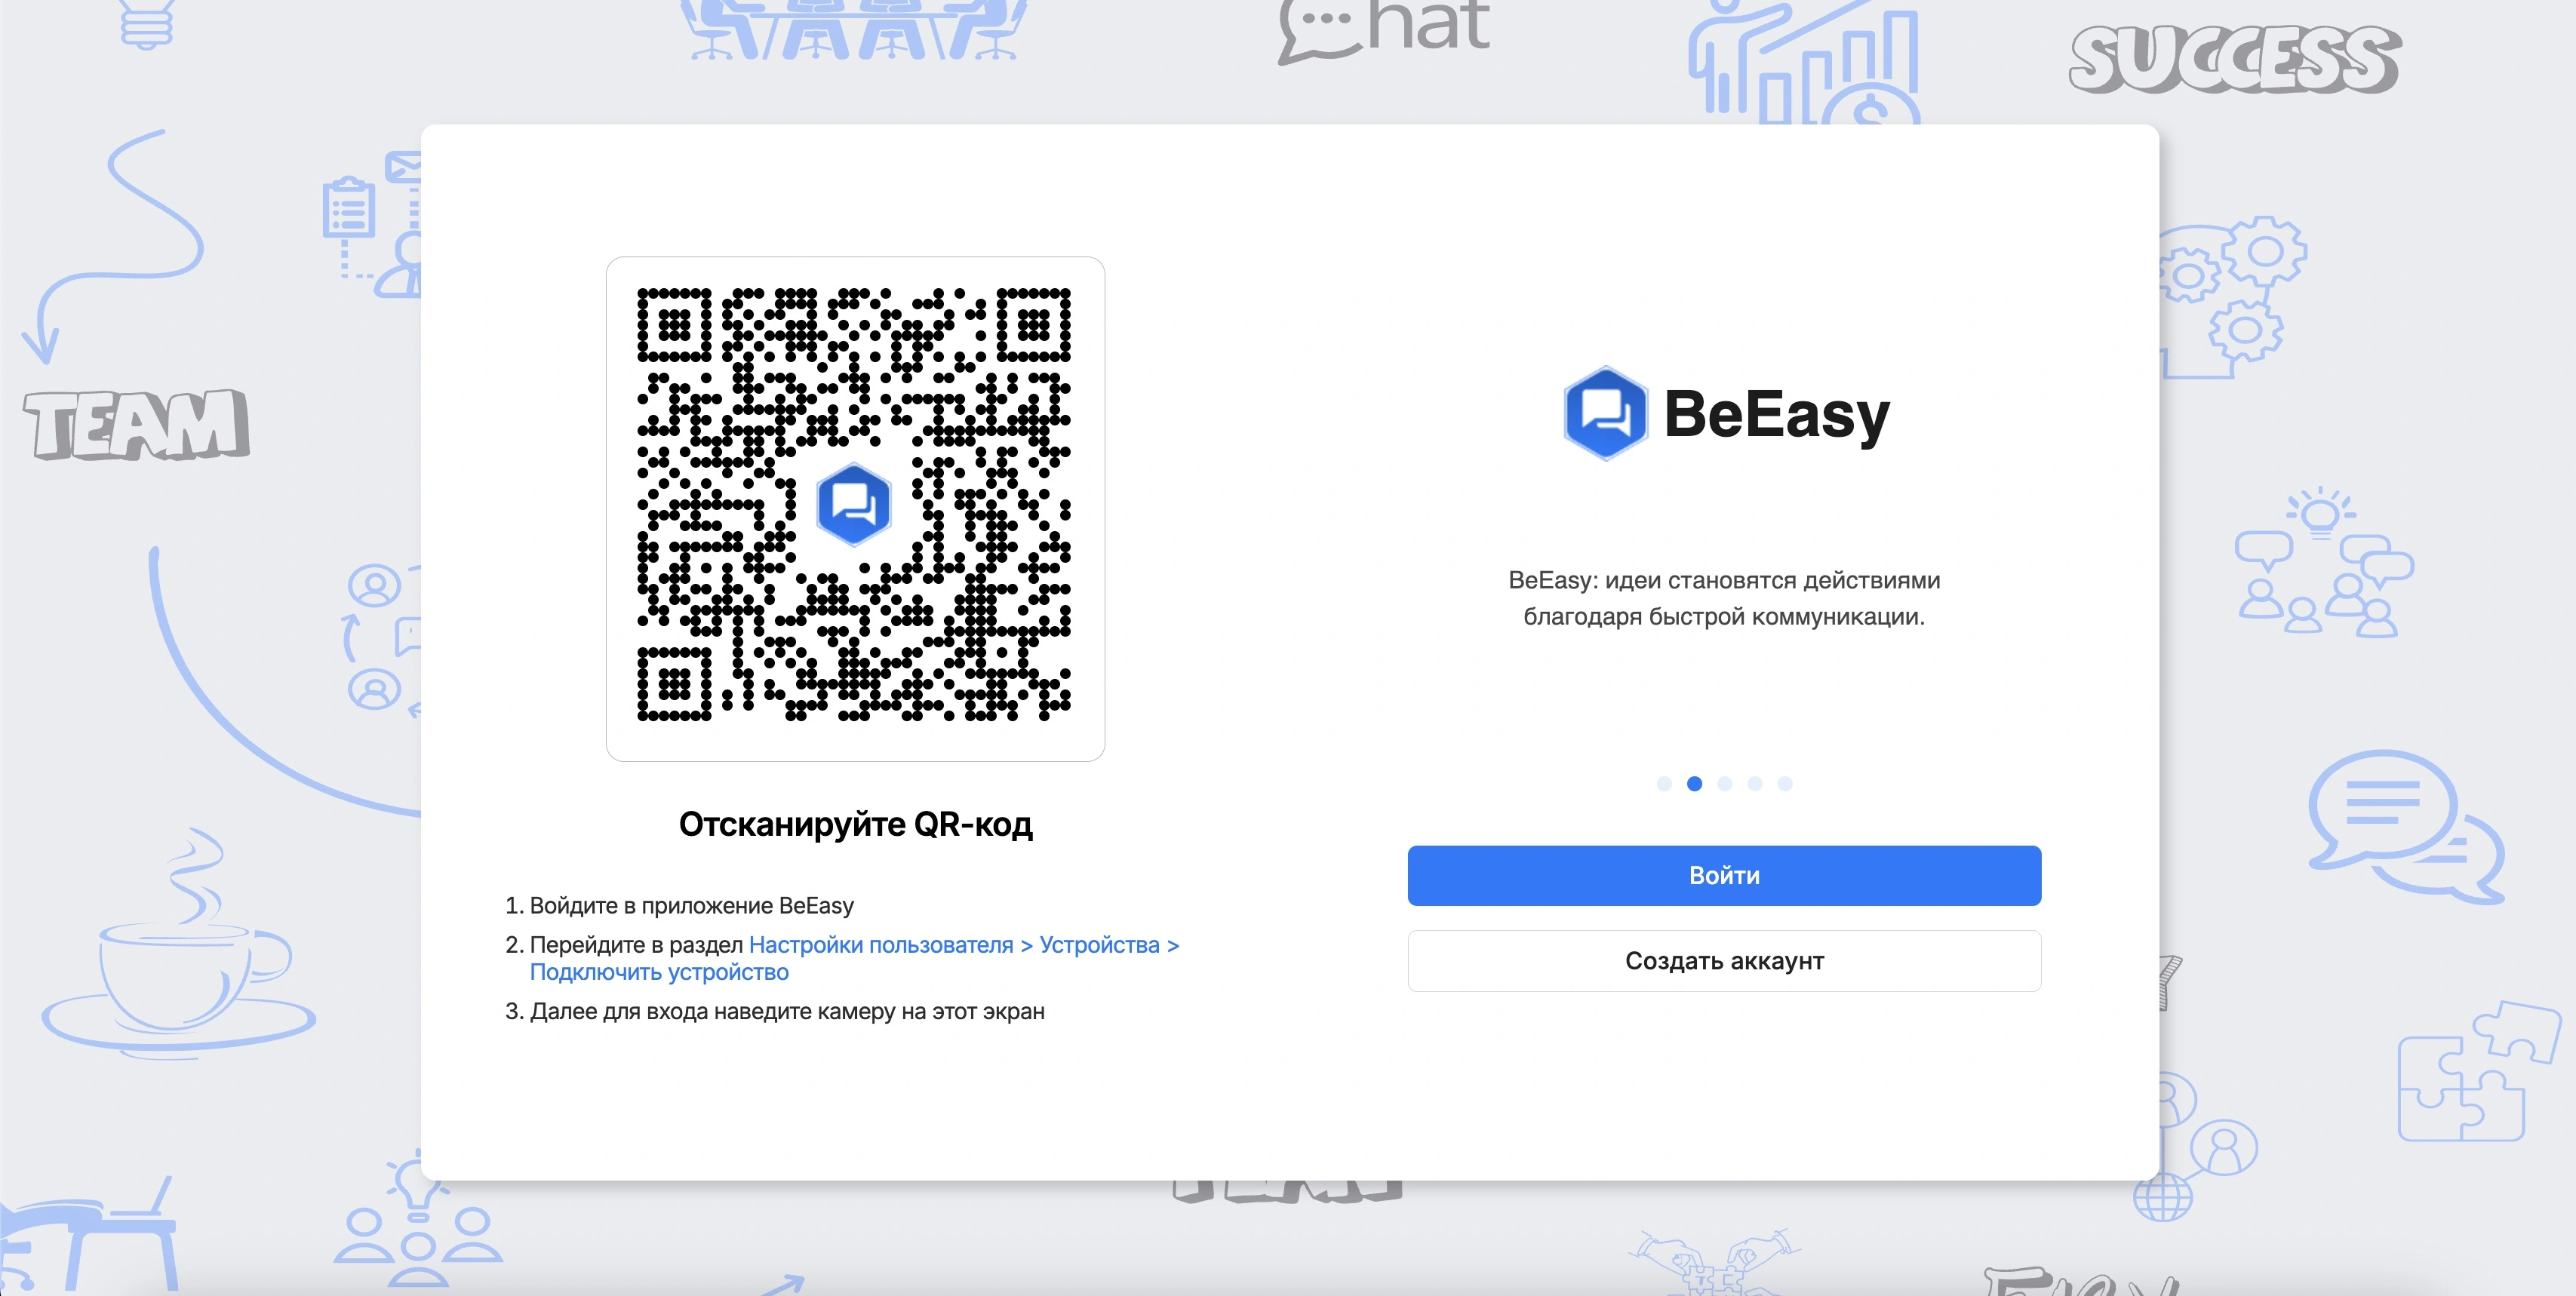 hat
SUCCESS
TEAM
BeEasy
BeEasy: идеи становятся действиями
благодаря быстрой коммуникации.
Отсканируйте QR-код
1. Войдите в приложение BeEasy
2. Перейдите в раздел Настройки пользователя > Устройства >
Подключить устройство
3. Далее для входа наведите камеру на этот экран
Войти
Создать аккаунт